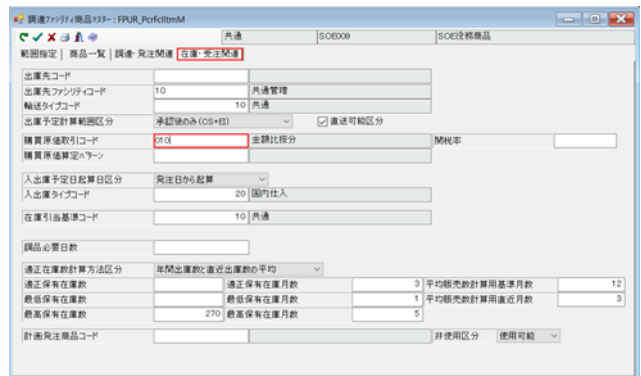 調達ファシリティ商品マスター : FPUR_PcrFcltItmM
共通 SOE009 SOE役務商品
範囲指定 商品一覧 調達・発注関連 在庫・受注関連
出庫先コード
出庫先ファシリティコード 10 共通管理
輸送タイプコード 10 共通
出庫予定計算範囲区分 承認後のみ(CS+EI) 直送可能区分
購買原価取引コード 010 金額比按分 関税率
購買原価算定パターン
入出庫予定日起算日区分 発注日から起算
入出庫タイプコード 20 国内仕入
在庫引当基準コード 10 共通
調品必要日数
適正在庫数計算方法区分 年間出庫数と直近出庫数の平均
適正保有在庫数 適正保有在庫月数 3 平均販売数計算用基準月数 12
最低保有在庫数 最低保有在庫月数 1 平均販売数計算用直近月数 3
最高保有在庫数 270 最高保有在庫月数 5
計画発注商品コード 非使用区分 使用可能